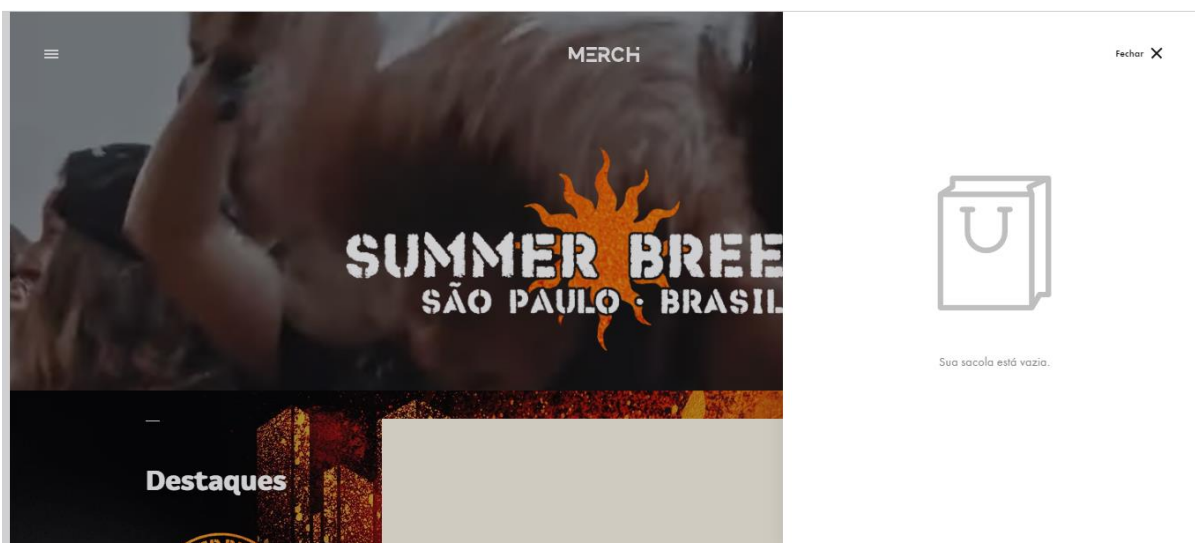 MERCH
Fechar
SUMMER BREE
SÃO PAULO · BRASIL
Sua sacola está vazia.
Destaques